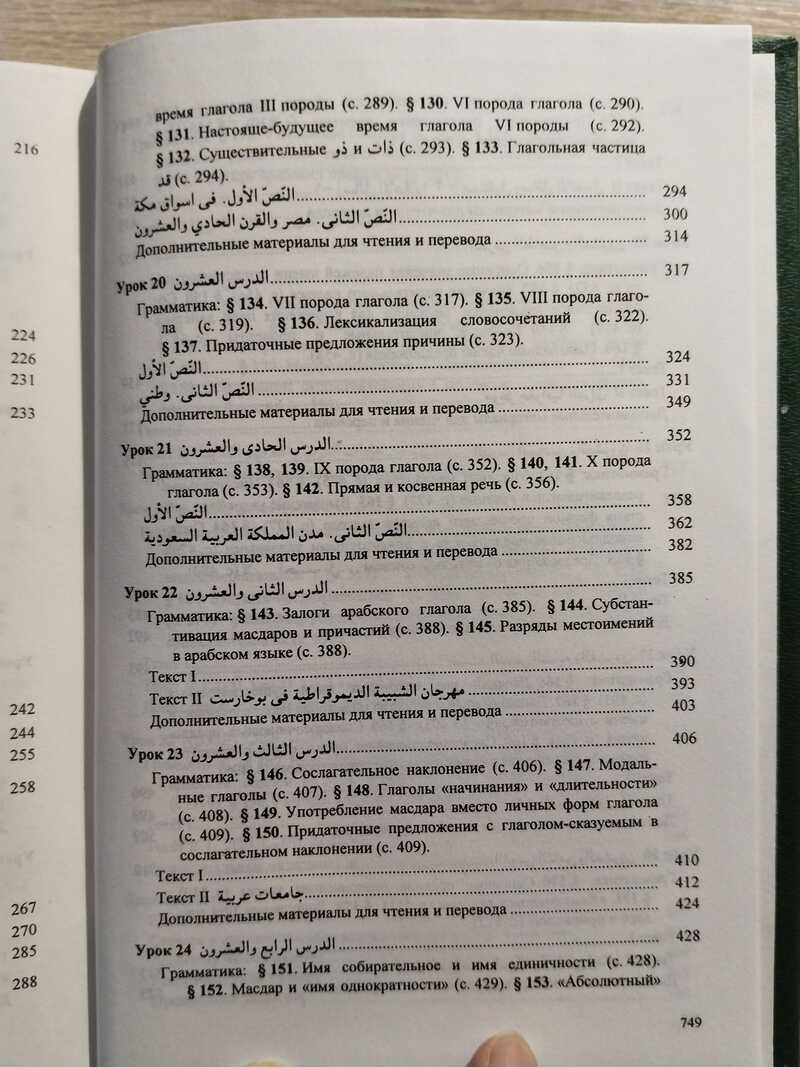 216
224
226
231
233
242
244
255
258
267
270
285
288
время глагола III породы (с. 289). § 130. VI порода глагола (с. 290).
§ 131. Настояще-будущее время глагола VI породы (с. 292).
§ 132. Существительные ذو и ذات (с. 293). § 133. Глагольная частица
قد (с. 294).
النّصّ الأول. فى اسواق مكة 294
النّصّ الثانى. مصر والقرن الحادي والعشرون 300
Дополнительные материалы для чтения и перевода 314
Урок 20 الدرس العشرون 317
Грамматика: § 134. VII порода глагола (с. 317). § 135. VIII порода глаго-
ла (с. 319). § 136. Лексикализация словосочетаний (с. 322).
§ 137. Придаточные предложения причины (с. 323).
النّصّ الأول 324
النّصّ الثانى. وطني 331
Дополнительные материалы для чтения и перевода 349
Урок 21 الدرس الحادى والعشرون 352
Грамматика: § 138, 139. IX порода глагола (с. 352). § 140, 141. X порода
глагола (с. 353). § 142. Прямая и косвенная речь (с. 356).
النّصّ الأول 358
النّصّ الثانى. مدن المملكة العربية السعودية 362
Дополнительные материалы для чтения и перевода 382
Урок 22 الدرس الثانى والعشرون 385
Грамматика: § 143. Залоги арабского глагола (с. 385). § 144. Субстан-
тивация масдаров и причастий (с. 388). § 145. Разряды местоимений
в арабском языке (с. 388).
Текст I 390
Текст II مهرجان الشبيبة الديموقراطية فى بوخارست 393
Дополнительные материалы для чтения и перевода 403
Урок 23 الدرس الثالث والعشرون 406
Грамматика: § 146. Сослагательное наклонение (с. 406). § 147. Модаль-
ные глаголы (с. 407). § 148. Глаголы «начинания» и «длительности»
(с. 408). § 149. Употребление масдара вместо личных форм глагола
(с. 409). § 150. Придаточные предложения с глаголом-сказуемым в
сослагательном наклонении (с. 409).
Текст I 410
Текст II جامعات عربية 412
Дополнительные материалы для чтения и перевода 424
Урок 24 الدرس الرابع والعشرون 428
Грамматика: § 151. Имя собирательное и имя единичности (с. 428).
§ 152. Масдар и «имя однократности» (с. 429). § 153. «Абсолютный»
749